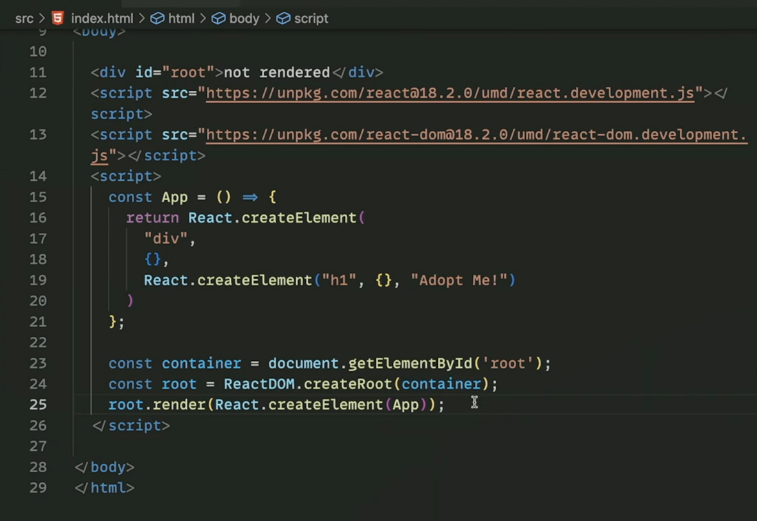 src > index.html > html > body > script
9 <body>
10
11 <div id="root">not rendered</div>
12 <script src="https://unpkg.com/react@18.2.0/umd/react.development.js"></
script>
13 <script src="https://unpkg.com/react-dom@18.2.0/umd/react-dom.development.
js"></script>
14 <script>
15 const App = () => {
16 return React.createElement(
17 "div",
18 {},
19 React.createElement("h1", {}, "Adopt Me!")
20 )
21 };
22
23 const container = document.getElementById('root');
24 const root = ReactDOM.createRoot(container);
25 root.render(React.createElement(App));
26 </script>
27
28 </body>
29 </html>